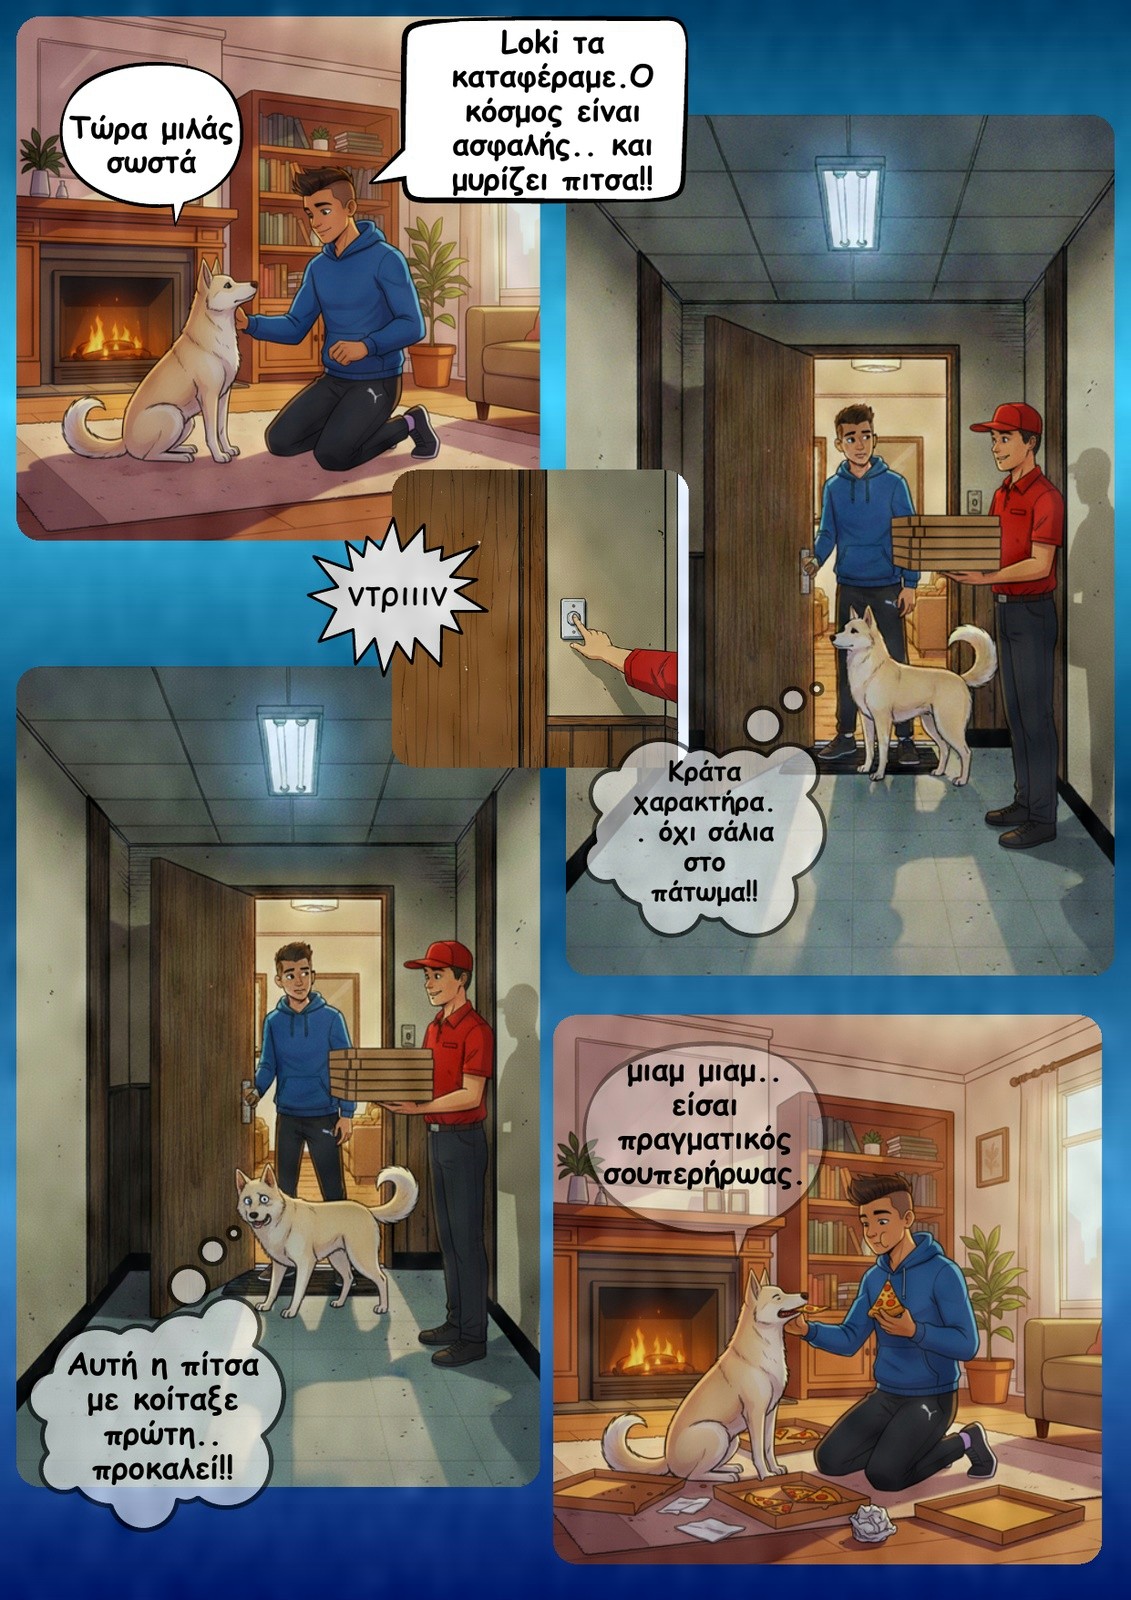 Loki τα
καταφέραμε.Ο
κόσμος είναι
ασφαλής.. και
μυρίζει πιτσα!!
Τώρα μιλάς
σωστά
ντριιιν
Κράτα
χαρακτήρα.
. όχι σάλια
στο
πάτωμα!!
Αυτή η πίτσα
με κοίταξε
πρώτη..
προκαλεί!!
μιαμ μιαμ..
είσαι
πραγματικός
σουπερήρωας.